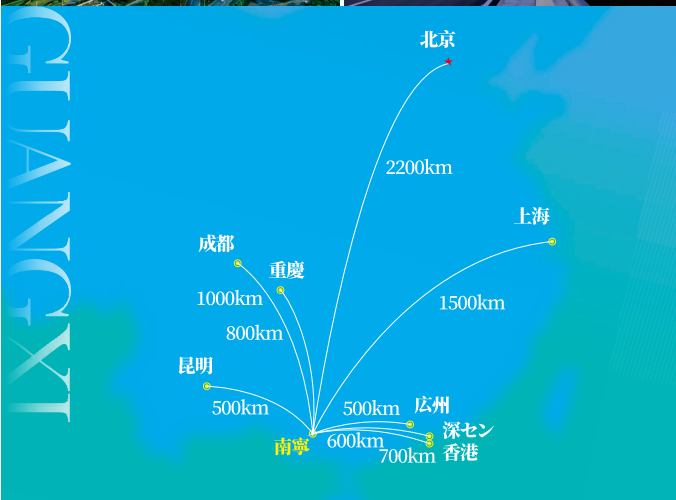 GUANGXI
北京
2200km
上海
成都
重慶
1000km
1500km
800km
昆明
500km
500km
広州
南寧
600km
深セン
700km
香港